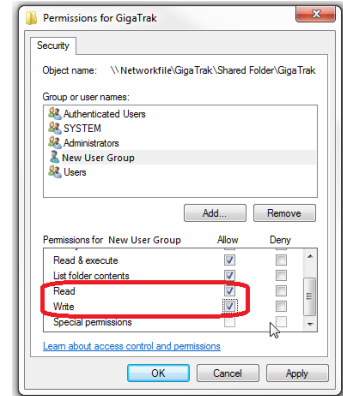 Permissions for GigaTrak
Security
Object name: \\Networkfile\GigaTrak\Shared Folder\GigaTrak
Group or user names:
Authenticated Users
SYSTEM
Administrators
New User Group
Users
Add... Remove
Permissions for New User Group Allow Deny
Read & execute
List folder contents
Read
Write
Special permissions
Learn about access control and permissions
OK Cancel Apply